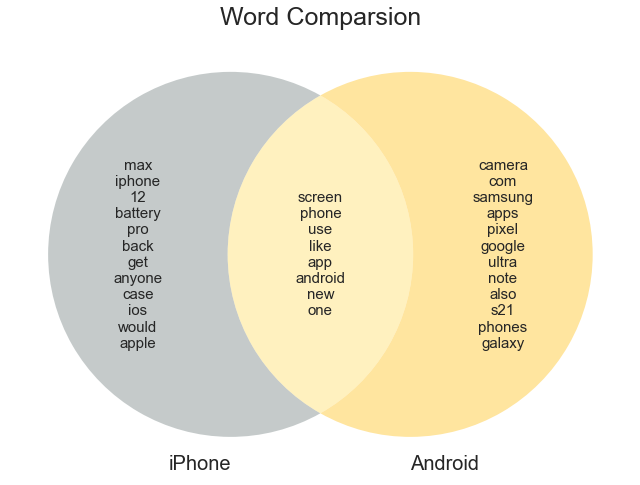 Word Comparsion
max
iphone
12
battery
pro
back
get
anyone
case
ios
would
apple
screen
phone
use
like
app
android
new
one
camera
com
samsung
apps
pixel
google
ultra
note
also
s21
phones
galaxy
iPhone
Android